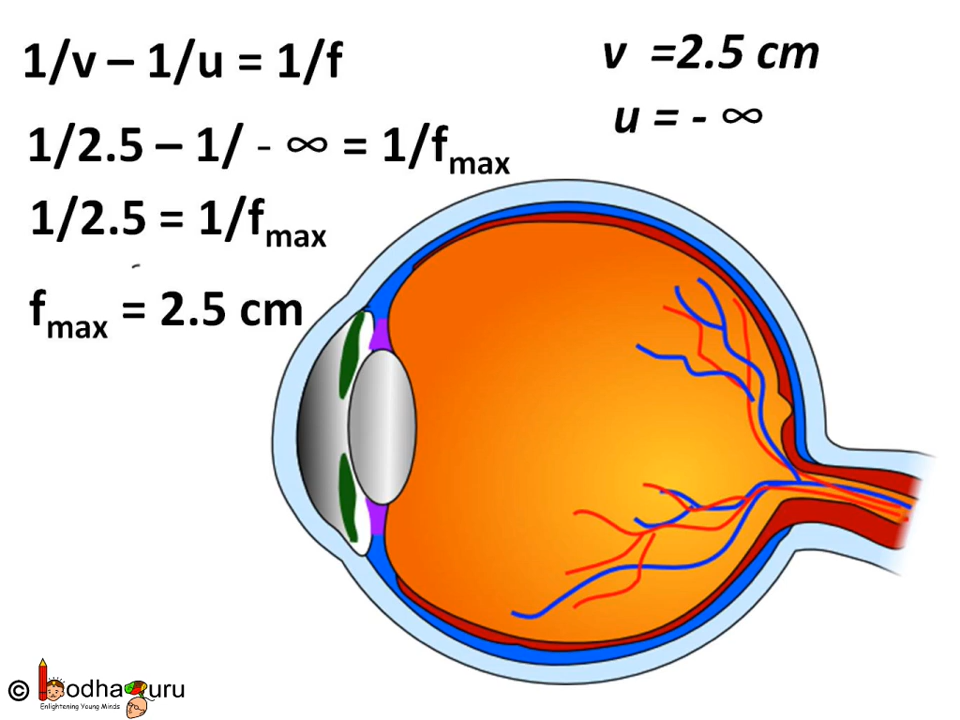 1/v – 1/u = 1/f
v =2.5 cm
u = - ∞
1/2.5 – 1/ - ∞ = 1/fmax
1/2.5 = 1/fmax
fmax = 2.5 cm
© BodhaGuru
Enlightening Young Minds